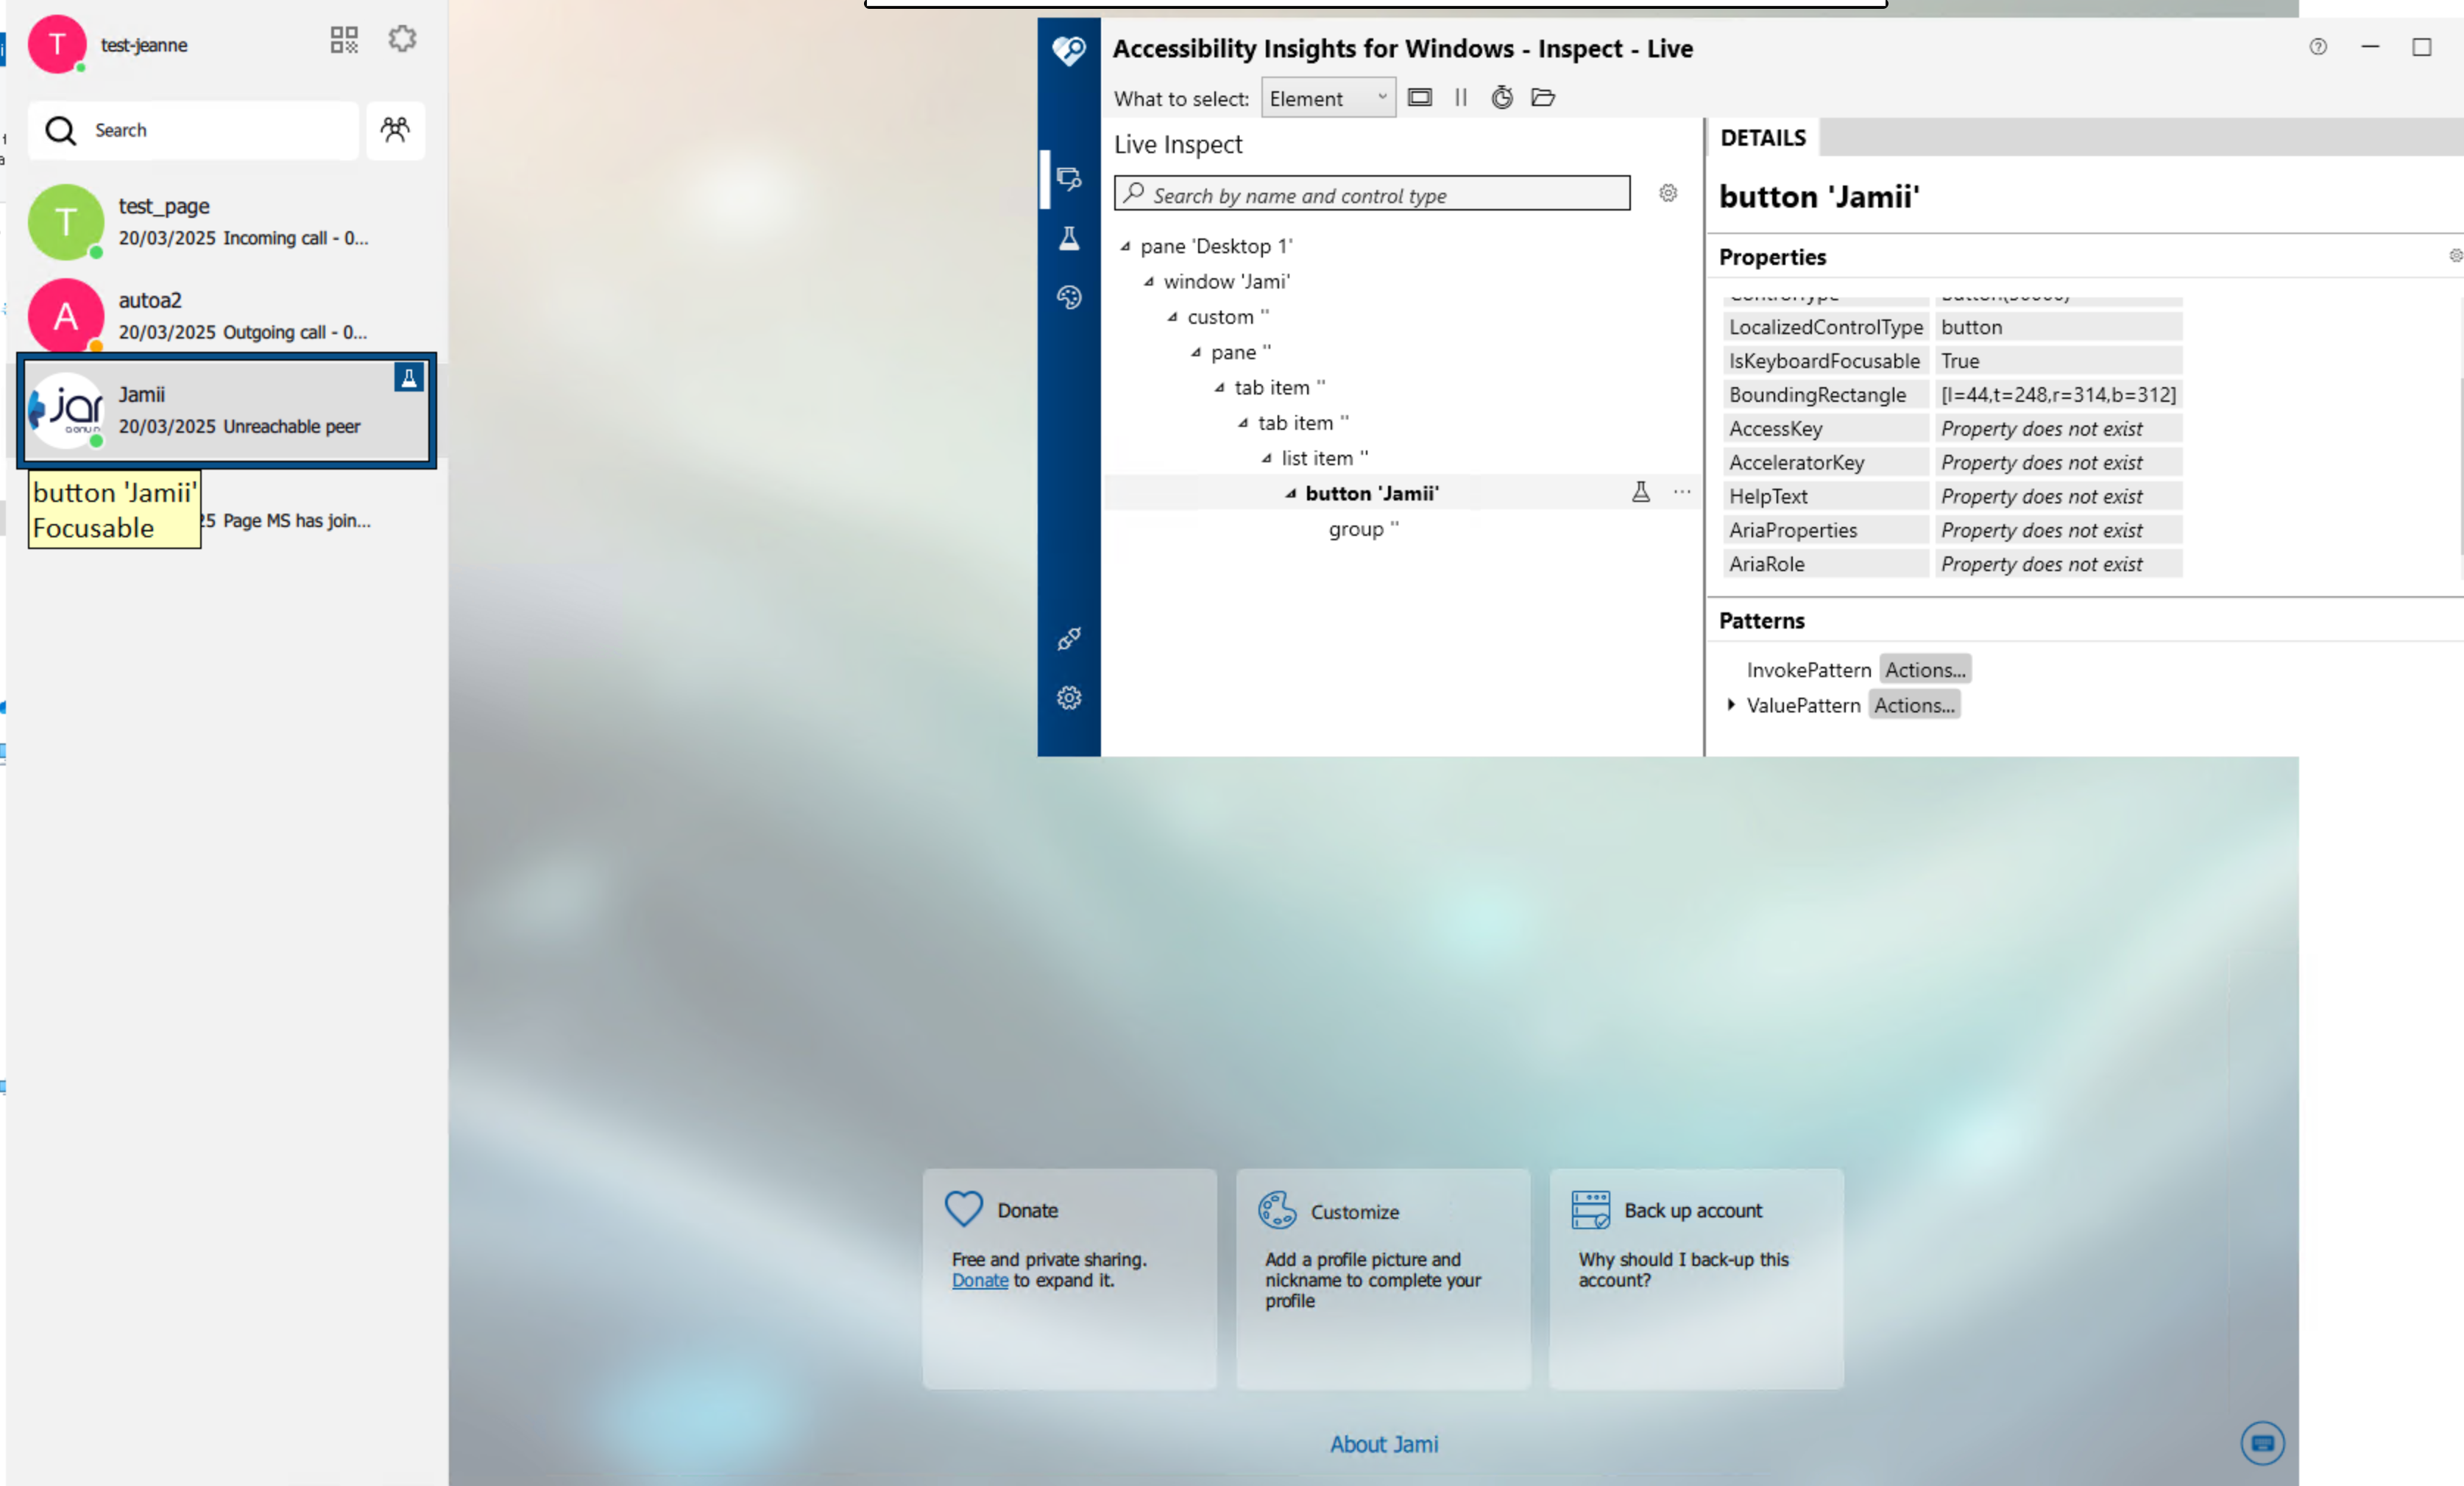 T
test-jeanne
Search
T
test_page
20/03/2025 Incoming call - 0...
A
autoa2
20/03/2025 Outgoing call - 0...
jar
Jamii
20/03/2025 Unreachable peer
button 'Jamii'
Focusable
25 Page MS has join...
Accessibility Insights for Windows - Inspect - Live
What to select: Element
Live Inspect
Search by name and control type
pane 'Desktop 1'
window 'Jami'
custom ''
pane ''
tab item ''
tab item ''
list item ''
button 'Jamii'
group ''
DETAILS
button 'Jamii'
Properties
LocalizedControlType button
IsKeyboardFocusable True
BoundingRectangle [l=44,t=248,r=314,b=312]
AccessKey Property does not exist
AcceleratorKey Property does not exist
HelpText Property does not exist
AriaProperties Property does not exist
AriaRole Property does not exist
Patterns
InvokePattern Actions...
ValuePattern Actions...
Donate
Free and private sharing.
Donate to expand it.
Customize
Add a profile picture and
nickname to complete your
profile
Back up account
Why should I back-up this
account?
About Jami